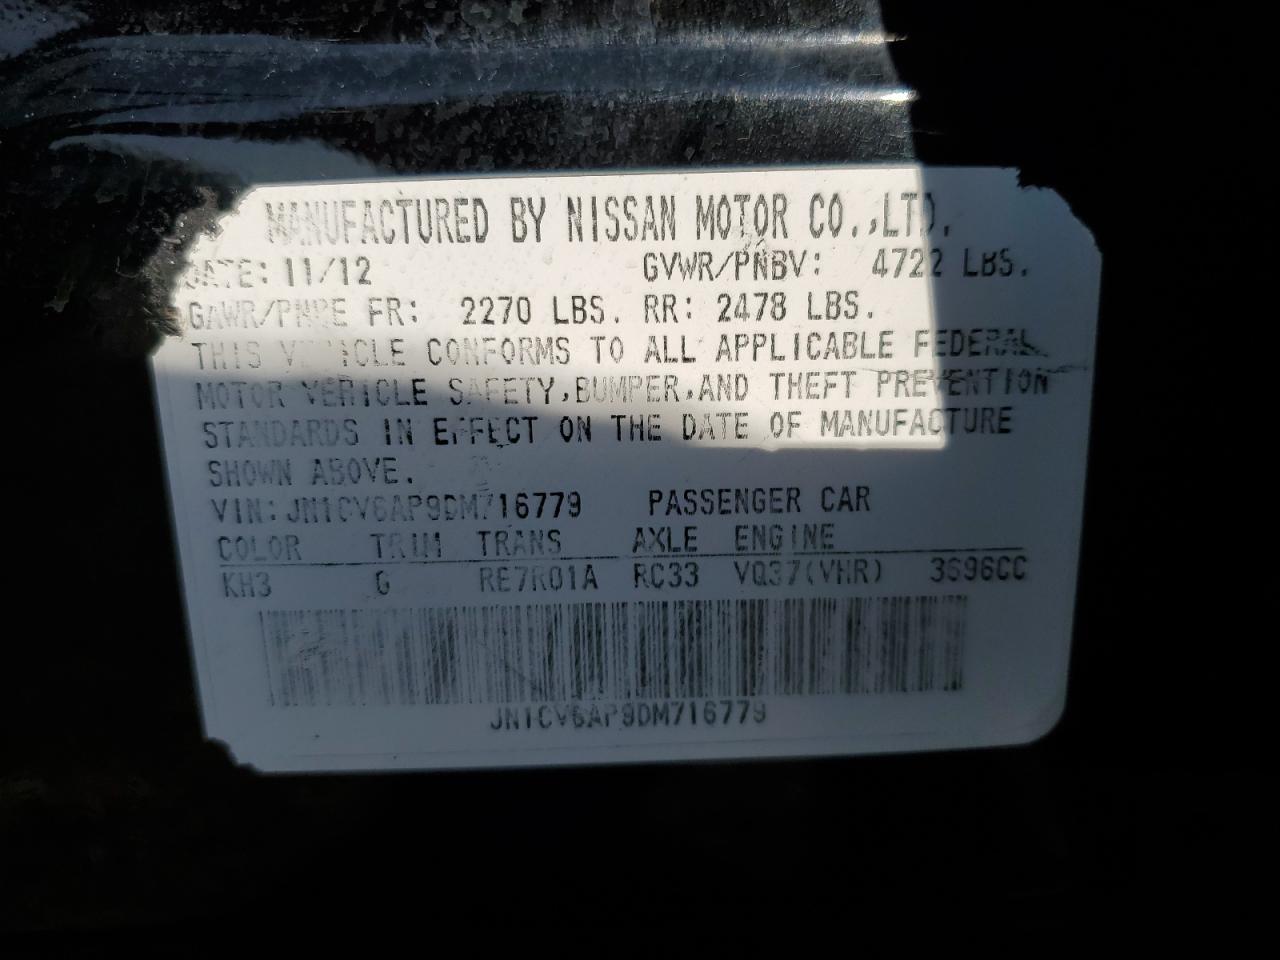 MANUFACTURED BY NISSAN MOTOR CO.,LTD.
DATE: 11/12 GVWR/PNBV: 4722 LBS.
GAWR/PNBE FR: 2270 LBS. RR: 2478 LBS.
THIS VEHICLE CONFORMS TO ALL APPLICABLE FEDERAL
MOTOR VEHICLE SAFETY,BUMPER,AND THEFT PREVENTION
STANDARDS IN EFFECT ON THE DATE OF MANUFACTURE
SHOWN ABOVE.
VIN: JN1CV6AP9DM716779 PASSENGER CAR
COLOR TRIM TRANS AXLE ENGINE
KH3 G RE7R01A RC33 VQ37(VHR) 3696CC
JN1CV6AP9DM716779